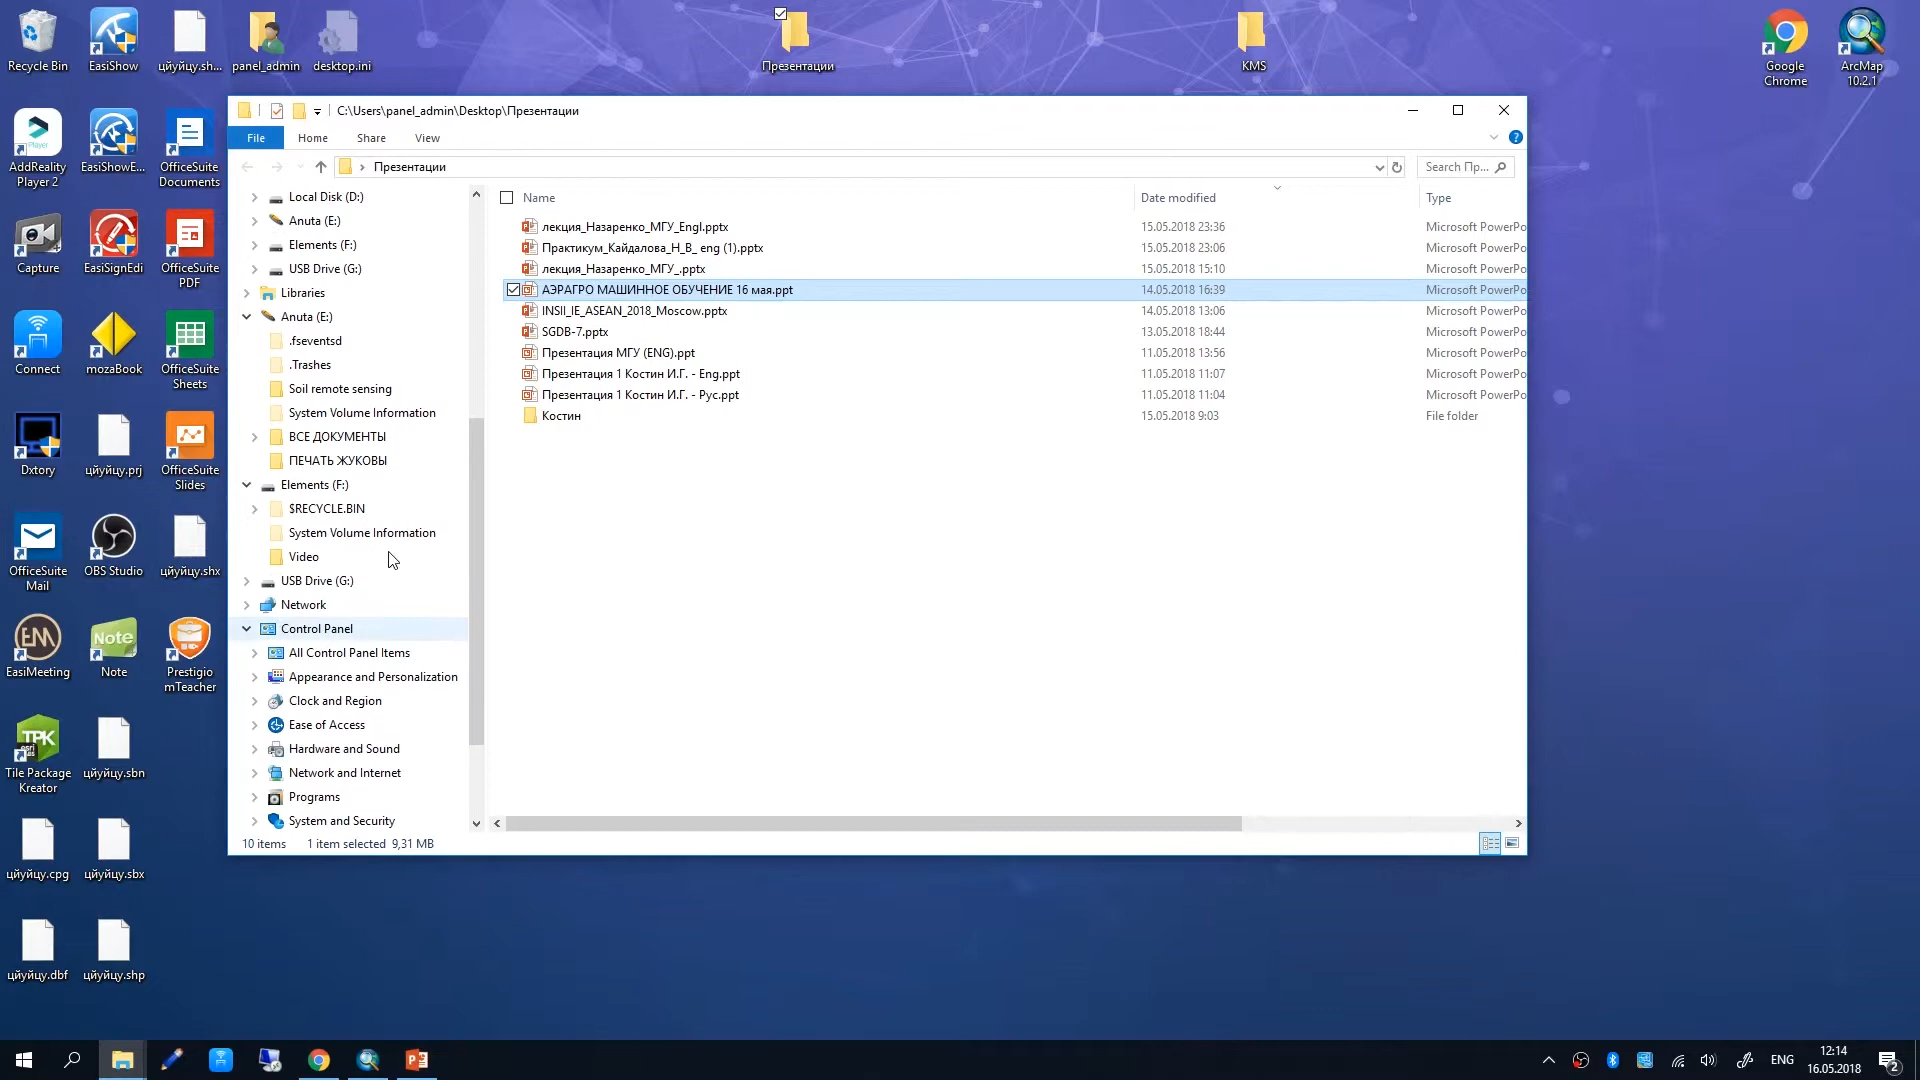 Recycle Bin
EasiShow
цйуйцу.sh...
panel_admin
desktop.ini
Презентации
KMS
Google
Chrome
ArcMap
10.2.1
AddReality
Player 2
EasiShowE...
OfficeSuite
Documents
Capture
EasiSignEdi
OfficeSuite
PDF
Connect
mozaBook
OfficeSuite
Sheets
Dxtory
цйуйцу.prj
OfficeSuite
Slides
OfficeSuite
Mail
OBS Studio
цйуйцу.shx
EM
EasiMeeting
Note
Note
Prestigio
mTeacher
TPK
esri
Tile Package
Kreator
цйуйцу.sbn
цйуйцу.cpg
цйуйцу.sbx
цйуйцу.dbf
цйуйцу.shp
C:\Users\panel_admin\Desktop\Презентации
File Home Share View
Презентации
Search Пр...
Local Disk (D:)
Anuta (E:)
Elements (F:)
USB Drive (G:)
Libraries
Anuta (E:)
.fseventsd
.Trashes
Soil remote sensing
System Volume Information
ВСЕ ДОКУМЕНТЫ
ПЕЧАТЬ ЖУКОВЫ
Elements (F:)
$RECYCLE.BIN
System Volume Information
Video
USB Drive (G:)
Network
Control Panel
All Control Panel Items
Appearance and Personalization
Clock and Region
Ease of Access
Hardware and Sound
Network and Internet
Programs
System and Security
Name Date modified Type
лекция_Назаренко_МГУ_Engl.pptx 15.05.2018 23:36 Microsoft PowerPo
Практикум_Кайдалова_Н_В_ eng (1).pptx 15.05.2018 23:06 Microsoft PowerPo
лекция_Назаренко_МГУ_.pptx 15.05.2018 15:10 Microsoft PowerPo
АЭРАГРО МАШИННОЕ ОБУЧЕНИЕ 16 мая.ppt 14.05.2018 16:39 Microsoft PowerPo
INSII_IE_ASEAN_2018_Moscow.pptx 14.05.2018 13:06 Microsoft PowerPo
SGDB-7.pptx 13.05.2018 18:44 Microsoft PowerPo
Презентация МГУ (ENG).ppt 11.05.2018 13:56 Microsoft PowerPo
Презентация 1 Костин И.Г. - Eng.ppt 11.05.2018 11:07 Microsoft PowerPo
Презентация 1 Костин И.Г. - Рус.ppt 11.05.2018 11:04 Microsoft PowerPo
Костин 15.05.2018 9:03 File folder
10 items 1 item selected 9,31 MB
ENG
12:14
16.05.2018
2